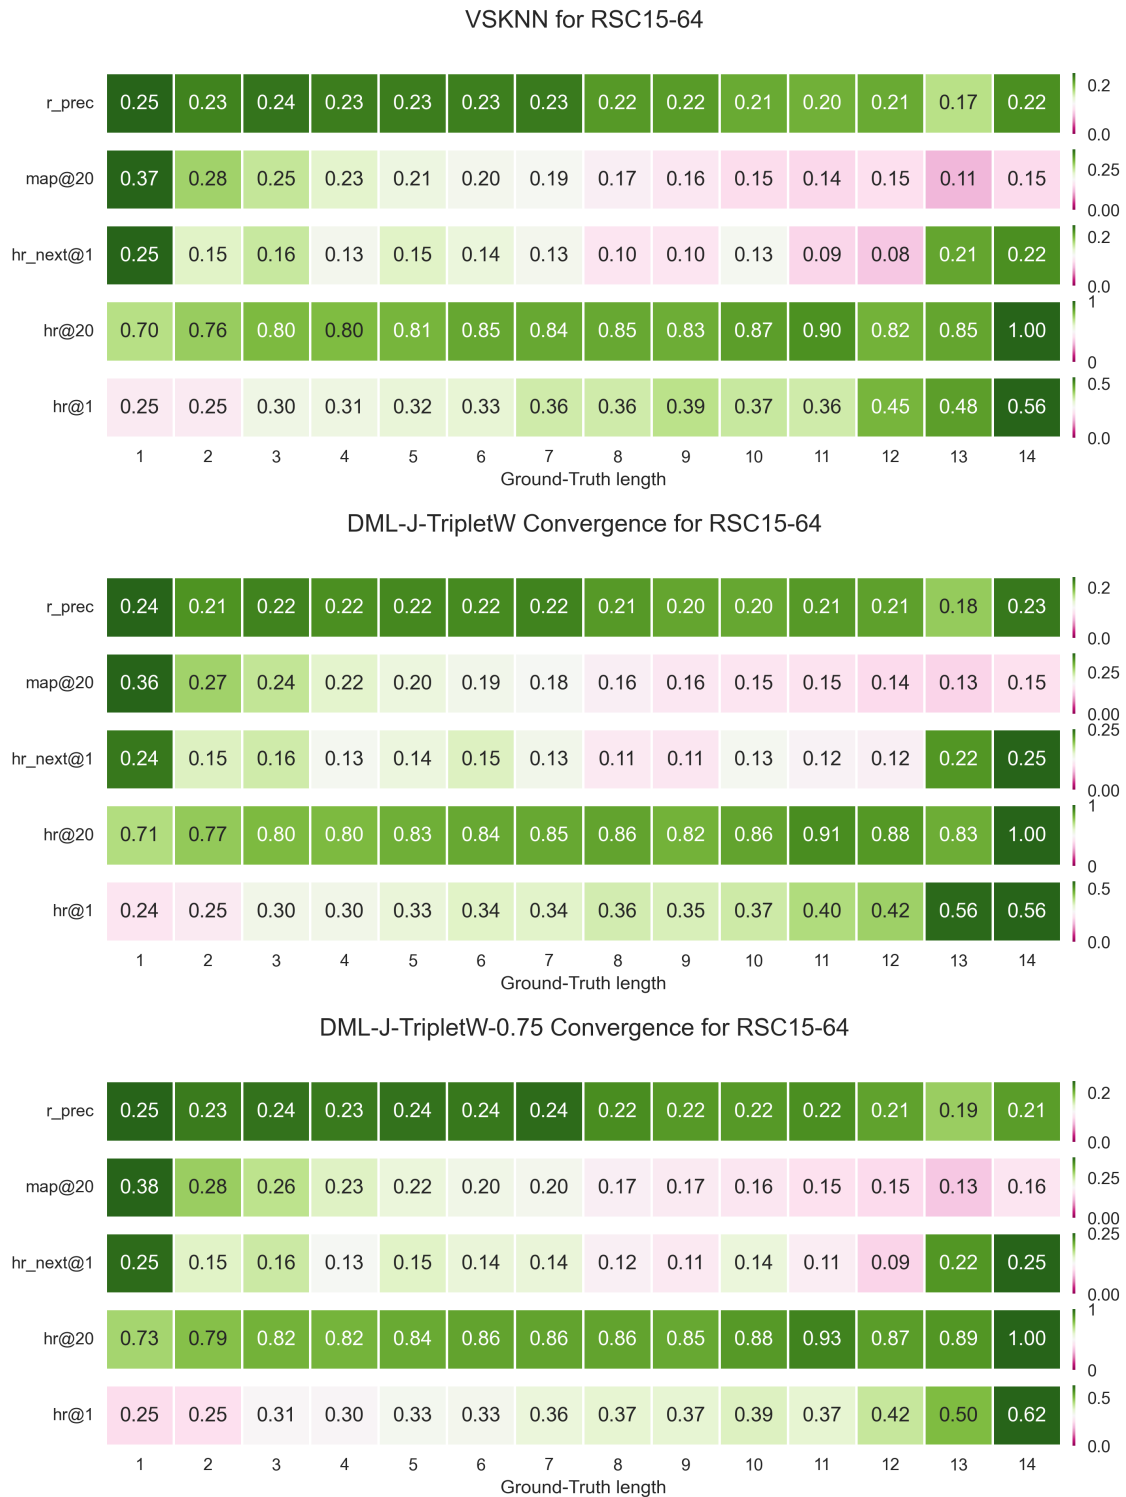 VSKNN for RSC15-64
r_prec 0.25 0.23 0.24 0.23 0.23 0.23 0.23 0.22 0.22 0.21 0.20 0.21 0.17 0.22 0.2 0.0
map@20 0.37 0.28 0.25 0.23 0.21 0.20 0.19 0.17 0.16 0.15 0.14 0.15 0.11 0.15 0.25 0.00
hr_next@1 0.25 0.15 0.16 0.13 0.15 0.14 0.13 0.10 0.10 0.13 0.09 0.08 0.21 0.22 0.2 0.0
hr@20 0.70 0.76 0.80 0.80 0.81 0.85 0.84 0.85 0.83 0.87 0.90 0.82 0.85 1.00 1 0
hr@1 0.25 0.25 0.30 0.31 0.32 0.33 0.36 0.36 0.39 0.37 0.36 0.45 0.48 0.56 0.5 0.0
1 2 3 4 5 6 7 8 9 10 11 12 13 14
Ground-Truth length
DML-J-TripletW Convergence for RSC15-64
r_prec 0.24 0.21 0.22 0.22 0.22 0.22 0.22 0.21 0.20 0.20 0.21 0.21 0.18 0.23 0.2 0.0
map@20 0.36 0.27 0.24 0.22 0.20 0.19 0.18 0.16 0.16 0.15 0.15 0.14 0.13 0.15 0.25 0.00
hr_next@1 0.24 0.15 0.16 0.13 0.14 0.15 0.13 0.11 0.11 0.13 0.12 0.12 0.22 0.25 0.25 0.00
hr@20 0.71 0.77 0.80 0.80 0.83 0.84 0.85 0.86 0.82 0.86 0.91 0.88 0.83 1.00 1 0
hr@1 0.24 0.25 0.30 0.30 0.33 0.34 0.34 0.36 0.35 0.37 0.40 0.42 0.56 0.56 0.5 0.0
1 2 3 4 5 6 7 8 9 10 11 12 13 14
Ground-Truth length
DML-J-TripletW-0.75 Convergence for RSC15-64
r_prec 0.25 0.23 0.24 0.23 0.24 0.24 0.24 0.22 0.22 0.22 0.22 0.21 0.19 0.21 0.2 0.0
map@20 0.38 0.28 0.26 0.23 0.22 0.20 0.20 0.17 0.17 0.16 0.15 0.15 0.13 0.16 0.25 0.00
hr_next@1 0.25 0.15 0.16 0.13 0.15 0.14 0.14 0.12 0.11 0.14 0.11 0.09 0.22 0.25 0.25 0.00
hr@20 0.73 0.79 0.82 0.82 0.84 0.86 0.86 0.86 0.85 0.88 0.93 0.87 0.89 1.00 1 0
hr@1 0.25 0.25 0.31 0.30 0.33 0.33 0.36 0.37 0.37 0.39 0.37 0.42 0.50 0.62 0.5 0.0
1 2 3 4 5 6 7 8 9 10 11 12 13 14
Ground-Truth length